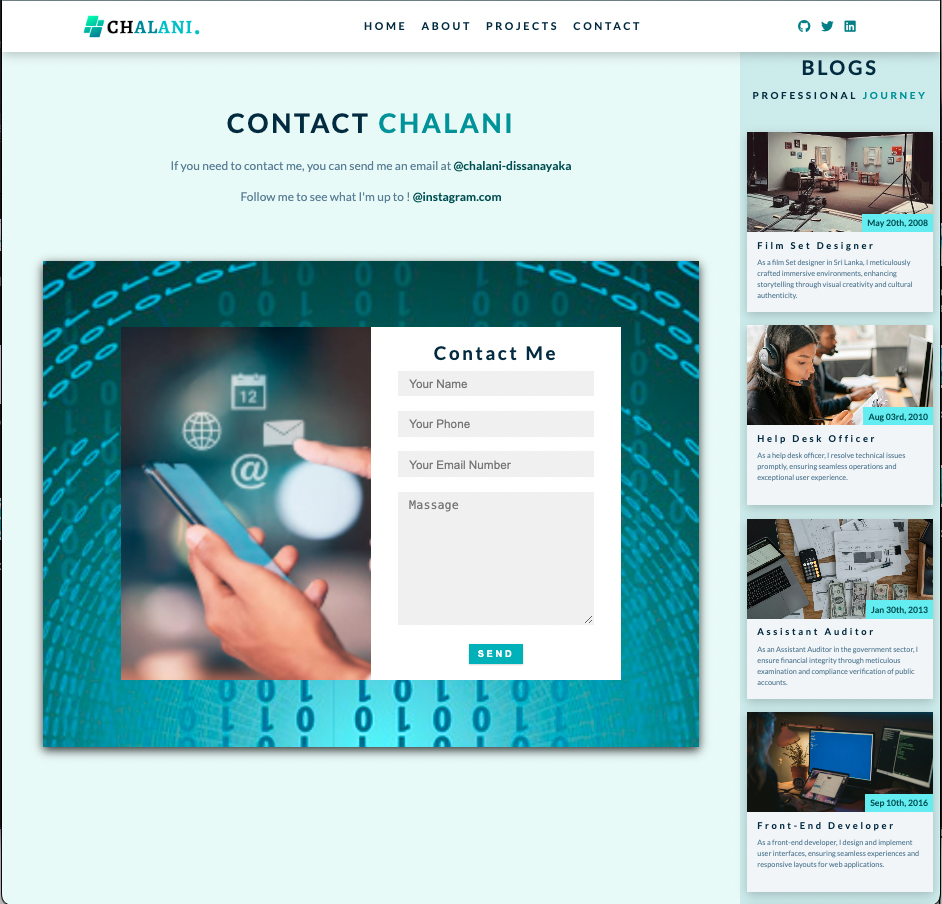 CHALANI.
HOME ABOUT PROJECTS CONTACT
CONTACT CHALANI
If you need to contact me, you can send me an email at @chalani-dissanayaka
Follow me to see what I'm up to ! @instagram.com
12
@
Contact Me
Your Name
Your Phone
Your Email Number
Massage
SEND
BLOGS
PROFESSIONAL JOURNEY
May 20th, 2008
Film Set Designer
As a film Set designer in Sri Lanka, I meticulously
crafted immersive environments, enhancing
storytelling through visual creativity and cultural
authenticity.
Aug 03rd, 2010
Help Desk Officer
As a help desk officer, I resolve technical issues
promptly, ensuring seamless operations and
exceptional user experience.
Jan 30th, 2013
Assistant Auditor
As an Assistant Auditor in the government sector, I
ensure financial integrity through meticulous
examination and compliance verification of public
accounts.
Sep 10th, 2016
Front-End Developer
As a front-end developer, I design and implement
user interfaces, ensuring seamless experiences and
responsive layouts for web applications.